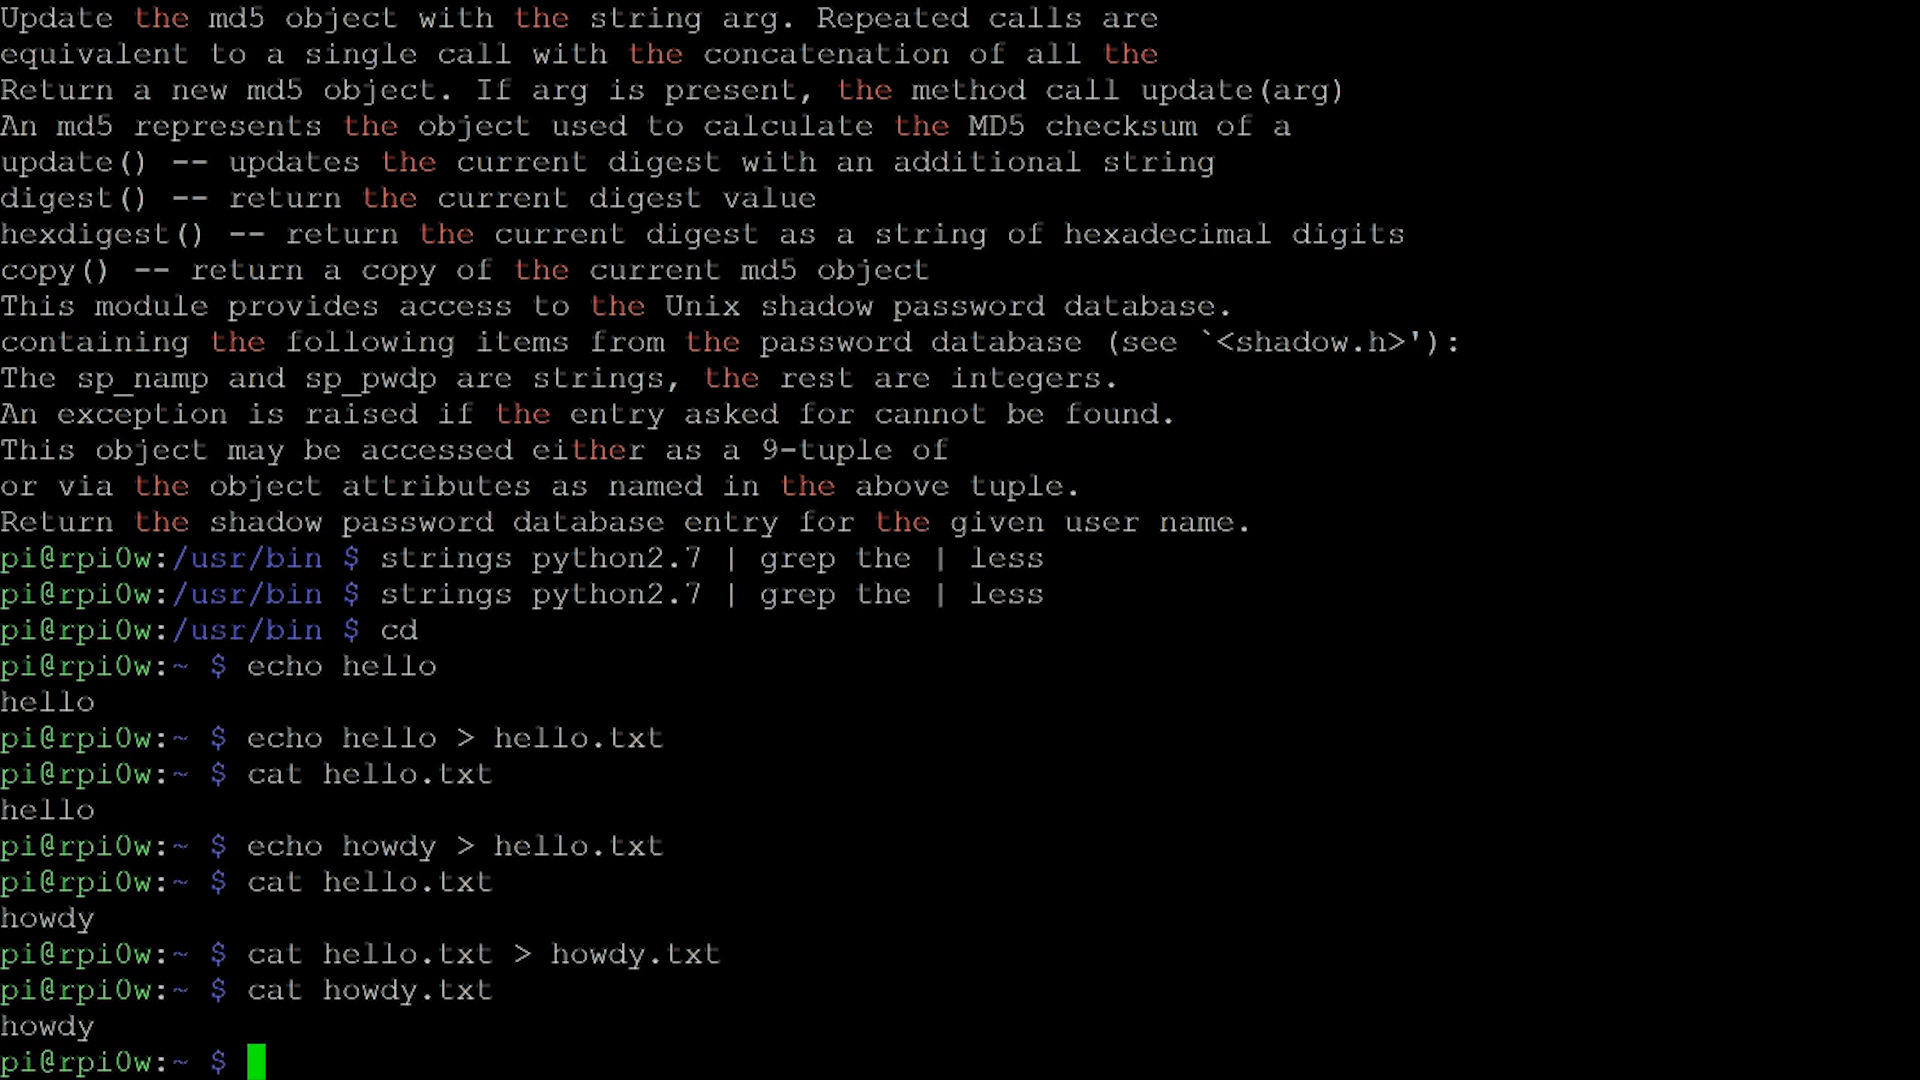 Update the md5 object with the string arg. Repeated calls are
equivalent to a single call with the concatenation of all the
Return a new md5 object. If arg is present, the method call update(arg)
An md5 represents the object used to calculate the MD5 checksum of a
update() -- updates the current digest with an additional string
digest() -- return the current digest value
hexdigest() -- return the current digest as a string of hexadecimal digits
copy() -- return a copy of the current md5 object
This module provides access to the Unix shadow password database.
containing the following items from the password database (see `<shadow.h>'):
The sp_namp and sp_pwdp are strings, the rest are integers.
An exception is raised if the entry asked for cannot be found.
This object may be accessed either as a 9-tuple of
or via the object attributes as named in the above tuple.
Return the shadow password database entry for the given user name.
pi@rpi0w:/usr/bin $ strings python2.7 | grep the | less
pi@rpi0w:/usr/bin $ strings python2.7 | grep the | less
pi@rpi0w:/usr/bin $ cd
pi@rpi0w:~ $ echo hello
hello
pi@rpi0w:~ $ echo hello > hello.txt
pi@rpi0w:~ $ cat hello.txt
hello
pi@rpi0w:~ $ echo howdy > hello.txt
pi@rpi0w:~ $ cat hello.txt
howdy
pi@rpi0w:~ $ cat hello.txt > howdy.txt
pi@rpi0w:~ $ cat howdy.txt
howdy
pi@rpi0w:~ $